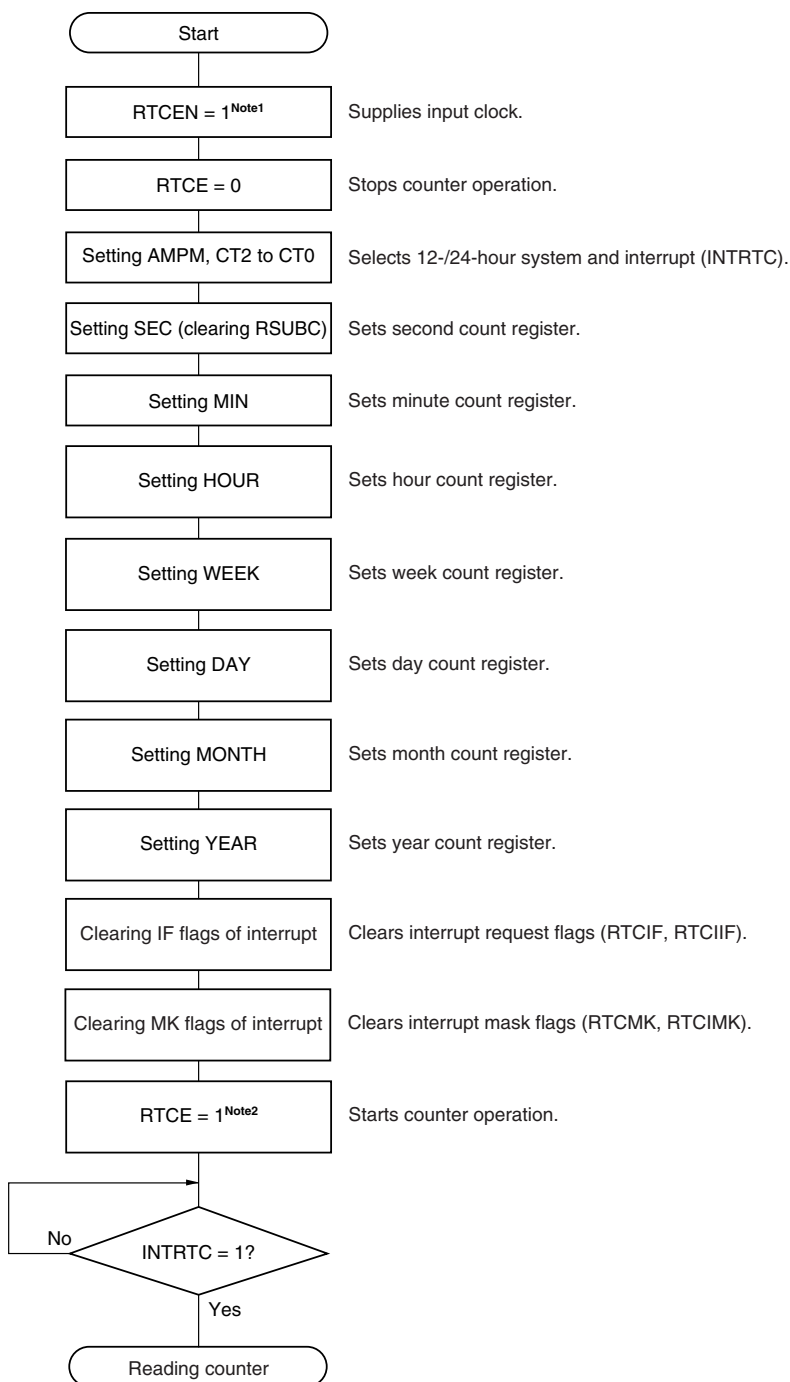 Start
RTCEN = 1Note1 Supplies input clock.
RTCE = 0 Stops counter operation.
Setting AMPM, CT2 to CT0 Selects 12-/24-hour system and interrupt (INTRTC).
Setting SEC (clearing RSUBC) Sets second count register.
Setting MIN Sets minute count register.
Setting HOUR Sets hour count register.
Setting WEEK Sets week count register.
Setting DAY Sets day count register.
Setting MONTH Sets month count register.
Setting YEAR Sets year count register.
Clearing IF flags of interrupt Clears interrupt request flags (RTCIF, RTCIIF).
Clearing MK flags of interrupt Clears interrupt mask flags (RTCMK, RTCIMK).
RTCE = 1Note2 Starts counter operation.
No
INTRTC = 1?
Yes
Reading counter